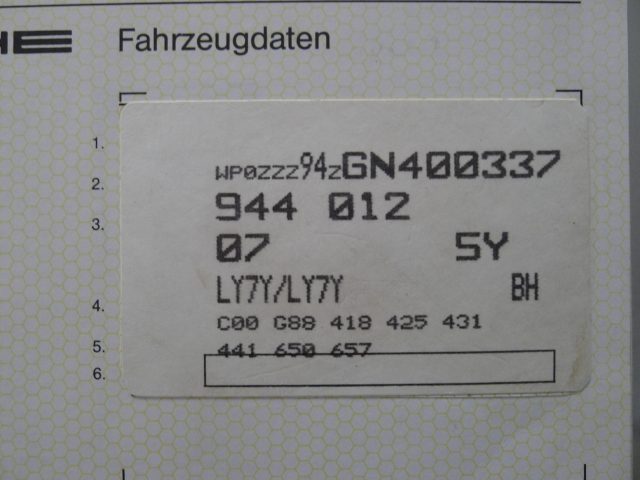 HE Fahrzeugdaten
1.
WP0ZZZ94ZGN400337
2.
944 012
3.
07 5Y
LY7Y/LY7Y BH
4.
C00 G88 418 425 431
5.
441 650 657
6.